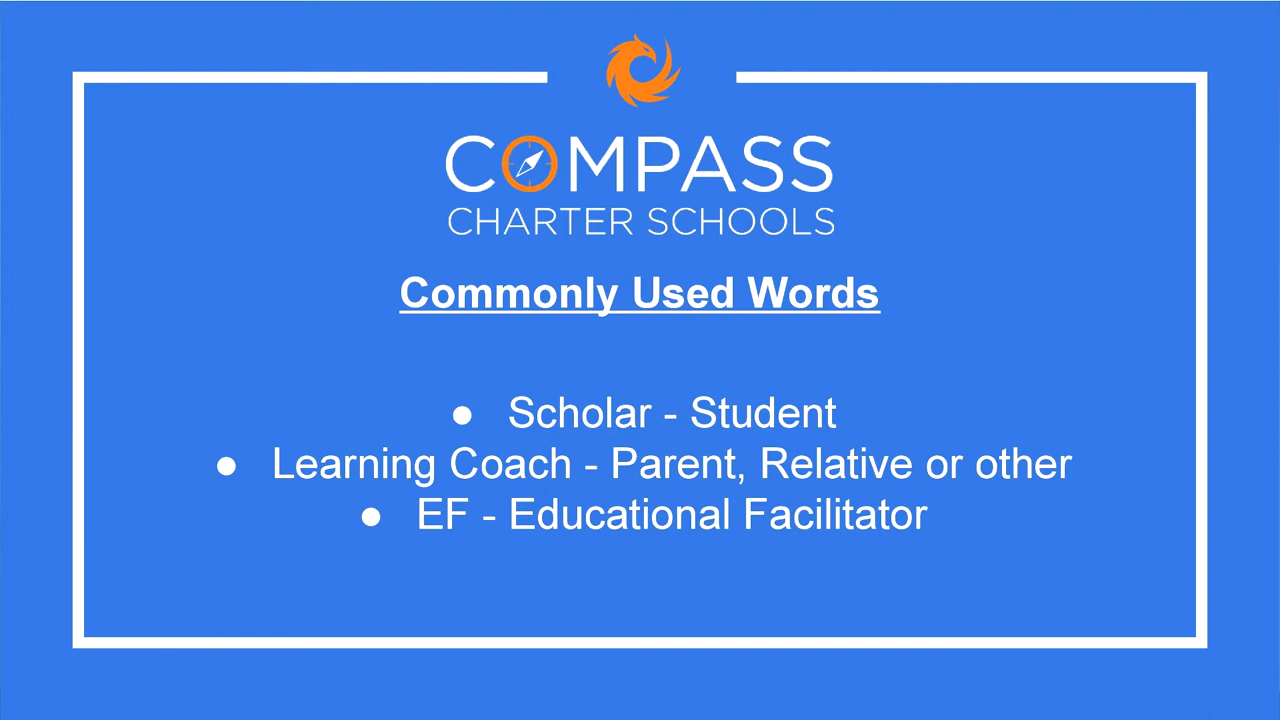 COMPASS
CHARTER SCHOOLS
Commonly Used Words
● Scholar - Student
● Learning Coach - Parent, Relative or other
● EF - Educational Facilitator